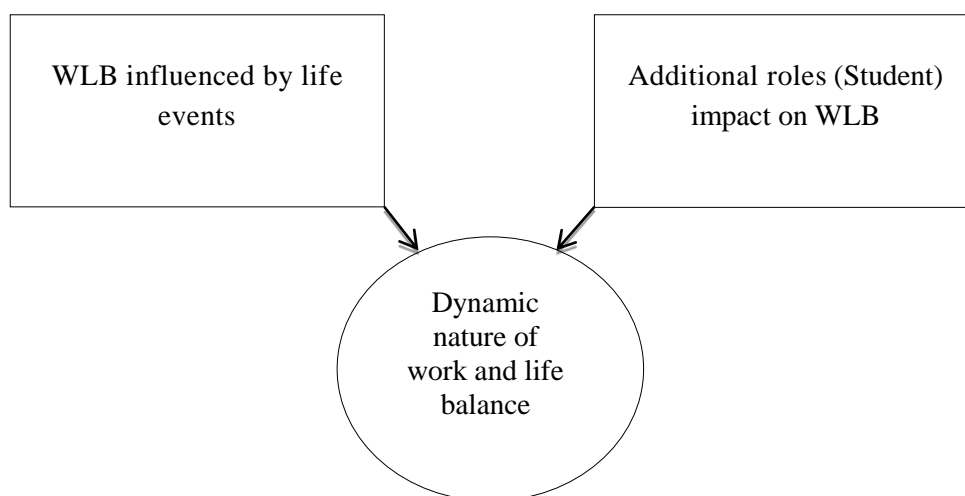 WLB influenced by life
events
Additional roles (Student)
impact on WLB
Dynamic
nature of
work and life
balance